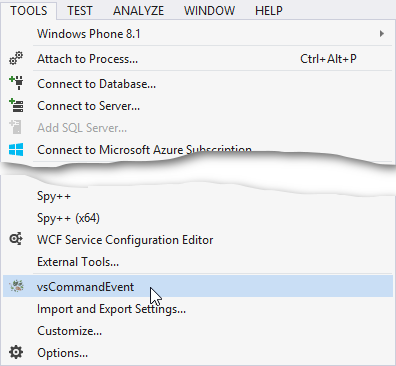 TOOLS TEST ANALYZE WINDOW HELP
Windows Phone 8.1
Attach to Process... Ctrl+Alt+P
Connect to Database...
Connect to Server...
Add SQL Server...
Connect to Microsoft Azure Subscription
Spy++
Spy++ (x64)
WCF Service Configuration Editor
External Tools...
vsCommandEvent
Import and Export Settings...
Customize...
Options...